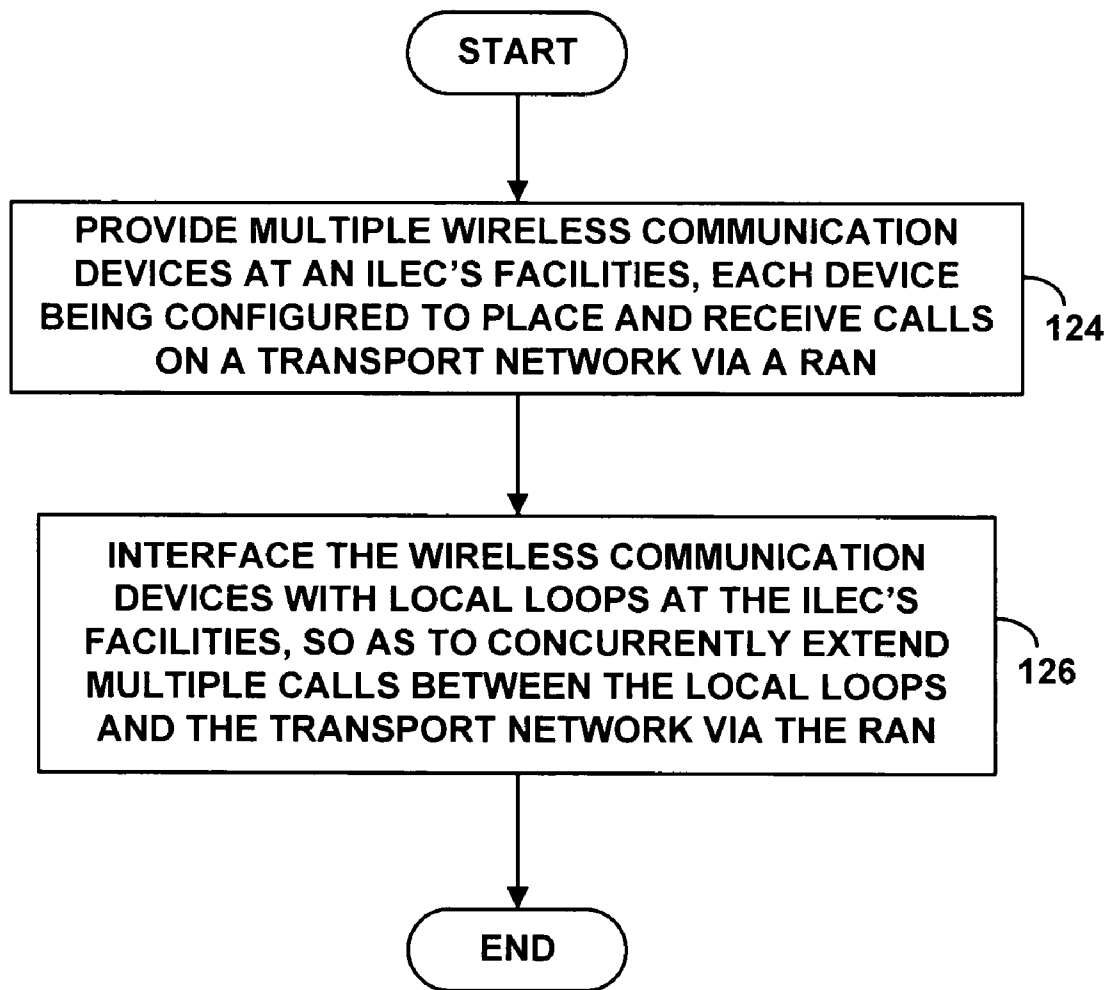 START
PROVIDE MULTIPLE WIRELESS COMMUNICATION
DEVICES AT AN ILEC'S FACILITIES, EACH DEVICE
BEING CONFIGURED TO PLACE AND RECEIVE CALLS
ON A TRANSPORT NETWORK VIA A RAN
124
INTERFACE THE WIRELESS COMMUNICATION
DEVICES WITH LOCAL LOOPS AT THE ILEC'S
FACILITIES, SO AS TO CONCURRENTLY EXTEND
MULTIPLE CALLS BETWEEN THE LOCAL LOOPS
AND THE TRANSPORT NETWORK VIA THE RAN
126
END